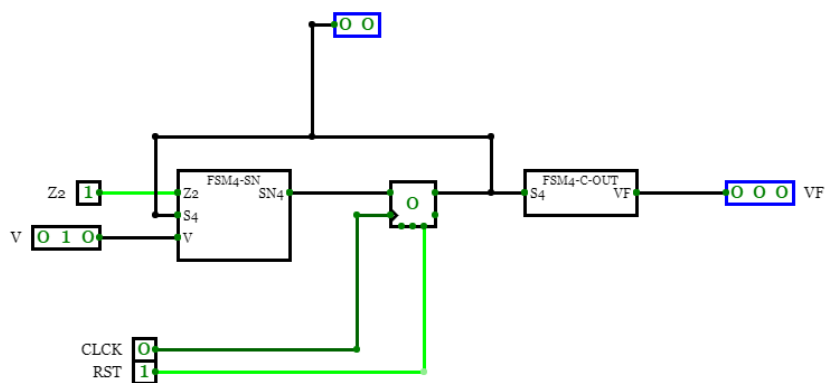 0 0
FSM4-SN
FSM4-C-OUT
Z2 1 Z2 SN4 0 S4 VF 0 0 0 VF
S4
V 0 1 0 V
CLCK 0
RST 1